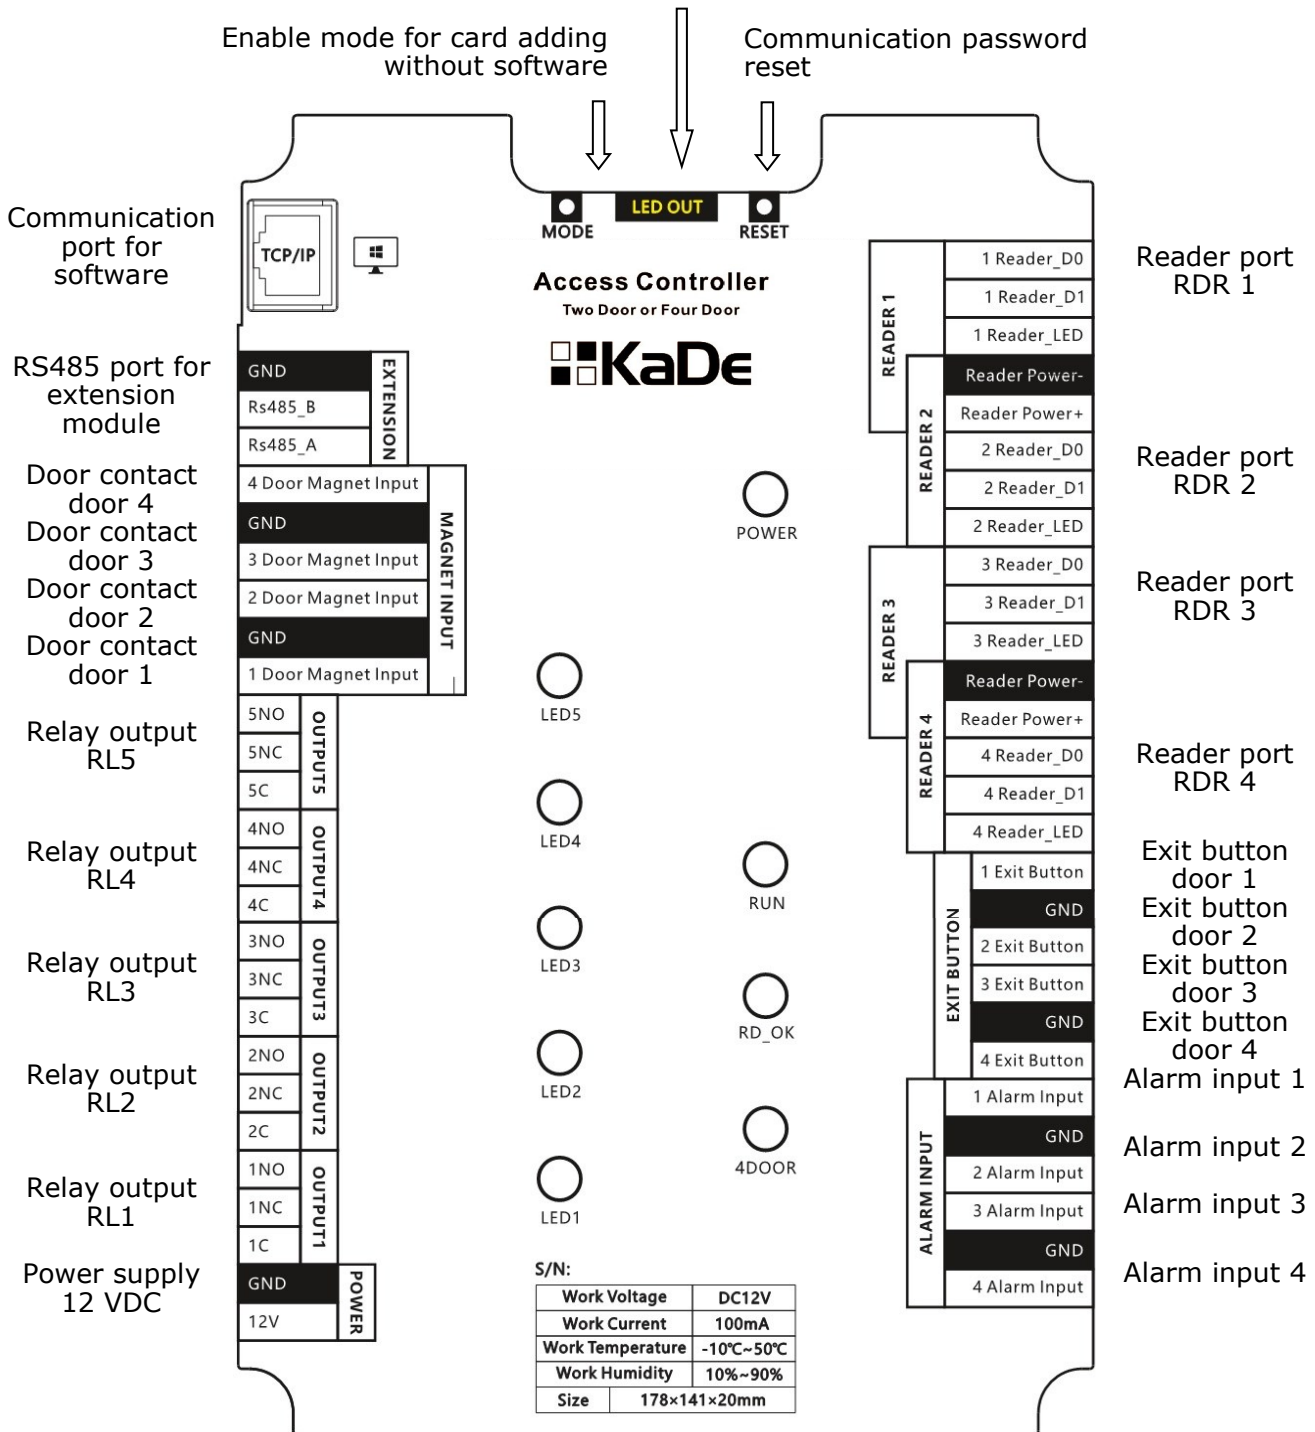 Enable mode for card adding
without software
Communication password
reset
MODE
LED OUT
RESET
Communication
port for
software
TCP/IP
Access Controller
Two Door or Four Door
KaDe
RS485 port for
extension
module
GND
Rs485_B
Rs485_A
EXTENSION
Door contact
door 4
Door contact
door 3
Door contact
door 2
Door contact
door 1
4 Door Magnet Input
GND
3 Door Magnet Input
2 Door Magnet Input
GND
1 Door Magnet Input
MAGNET INPUT
Relay output
RL5
5NO
5NC
5C
OUTPUT5
Relay output
RL4
4NO
4NC
4C
OUTPUT4
Relay output
RL3
3NO
3NC
3C
OUTPUT3
Relay output
RL2
2NO
2NC
2C
OUTPUT2
Relay output
RL1
1NO
1NC
1C
OUTPUT1
Power supply
12 VDC
GND
12V
POWER
POWER
LED5
LED4
RUN
LED3
RD_OK
LED2
4DOOR
LED1
S/N:
Work Voltage DC12V
Work Current 100mA
Work Temperature -10℃~50℃
Work Humidity 10%~90%
Size 178×141×20mm
READER 1
1 Reader_D0
1 Reader_D1
1 Reader_LED
Reader Power-
Reader Power+
READER 2
2 Reader_D0
2 Reader_D1
2 Reader_LED
READER 3
3 Reader_D0
3 Reader_D1
3 Reader_LED
Reader Power-
Reader Power+
READER 4
4 Reader_D0
4 Reader_D1
4 Reader_LED
EXIT BUTTON
1 Exit Button
GND
2 Exit Button
3 Exit Button
GND
4 Exit Button
ALARM INPUT
1 Alarm Input
GND
2 Alarm Input
3 Alarm Input
GND
4 Alarm Input
Reader port
RDR 1
Reader port
RDR 2
Reader port
RDR 3
Reader port
RDR 4
Exit button
door 1
Exit button
door 2
Exit button
door 3
Exit button
door 4
Alarm input 1
Alarm input 2
Alarm input 3
Alarm input 4